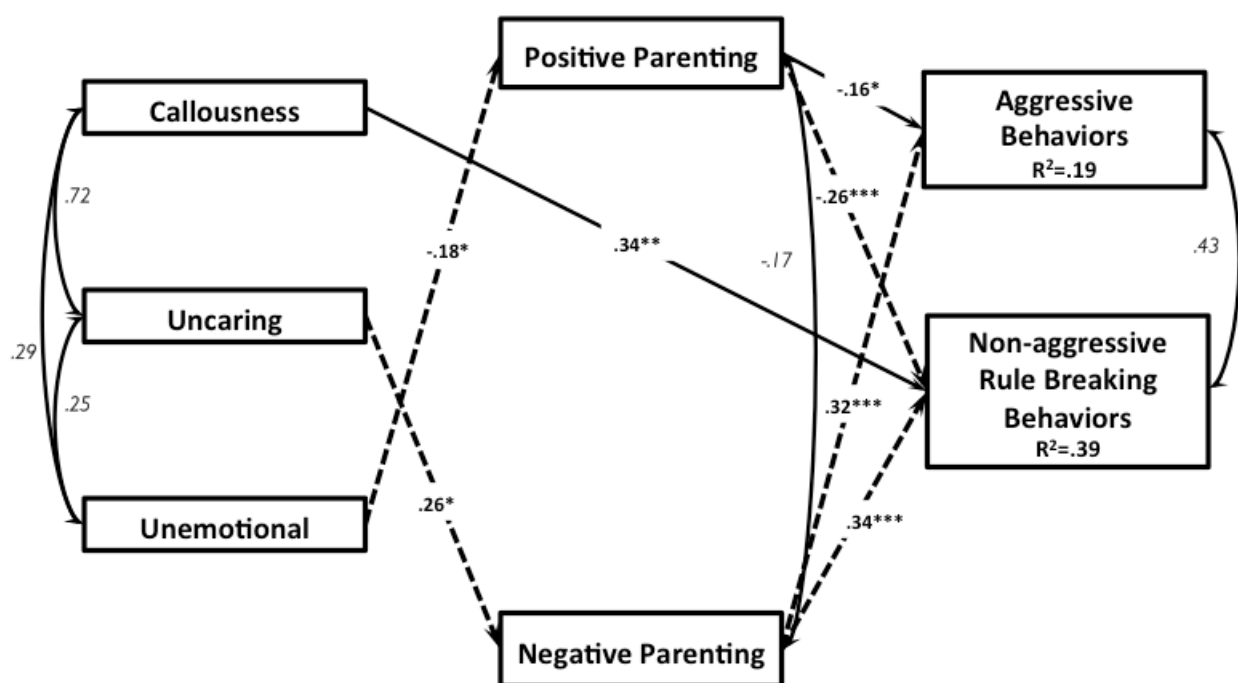 Positive Parenting
Callousness
-.16*
Aggressive
Behaviors
R²=.19
.72
-.26***
-.18*
.34**
-.17
.43
Uncaring
Non-aggressive
Rule Breaking
Behaviors
R²=.39
.29
.25
.32***
.26*
.34***
Unemotional
Negative Parenting